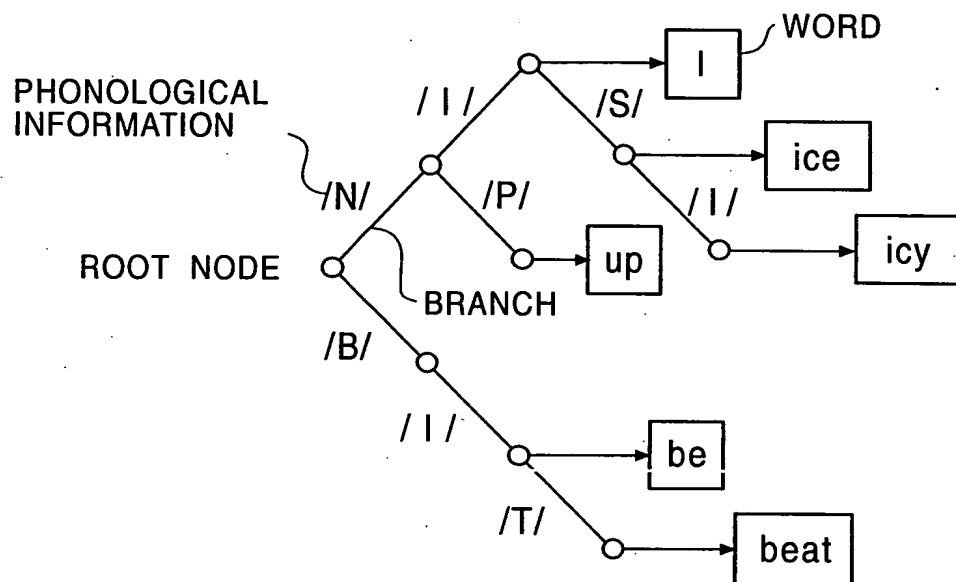 WORD
I
PHONOLOGICAL
INFORMATION
/I/
/S/
ice
/N/
/P/
/I/
ROOT NODE
up
icy
BRANCH
/B/
/I/
be
/T/
beat